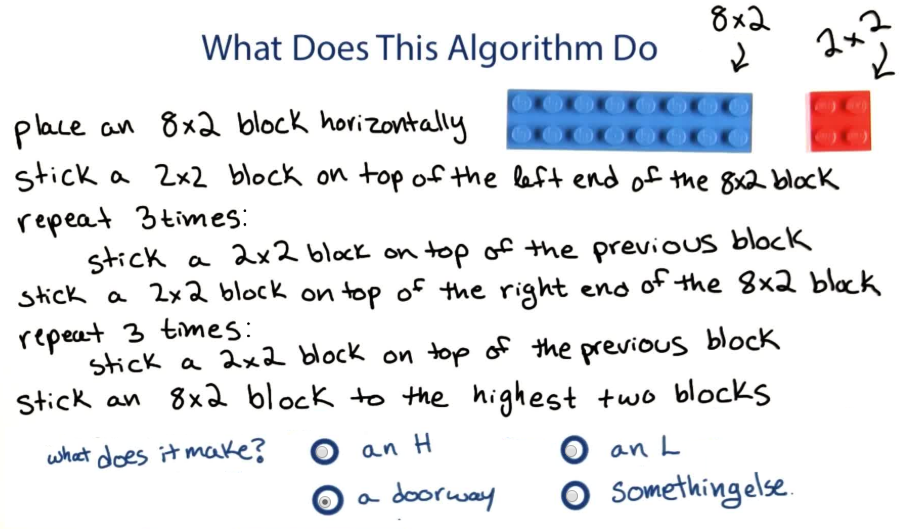 8x2
2x2
What Does This Algorithm Do
place an 8x2 block horizontally
stick a 2x2 block on top of the left end of the 8x2 block
repeat 3 times:
stick a 2x2 block on top of the previous block
stick a 2x2 block on top of the right end of the 8x2 block
repeat 3 times:
stick a 2x2 block on top of the previous block
stick an 8x2 block to the highest two blocks
what does it make?
an H
an L
a doorway
something else.